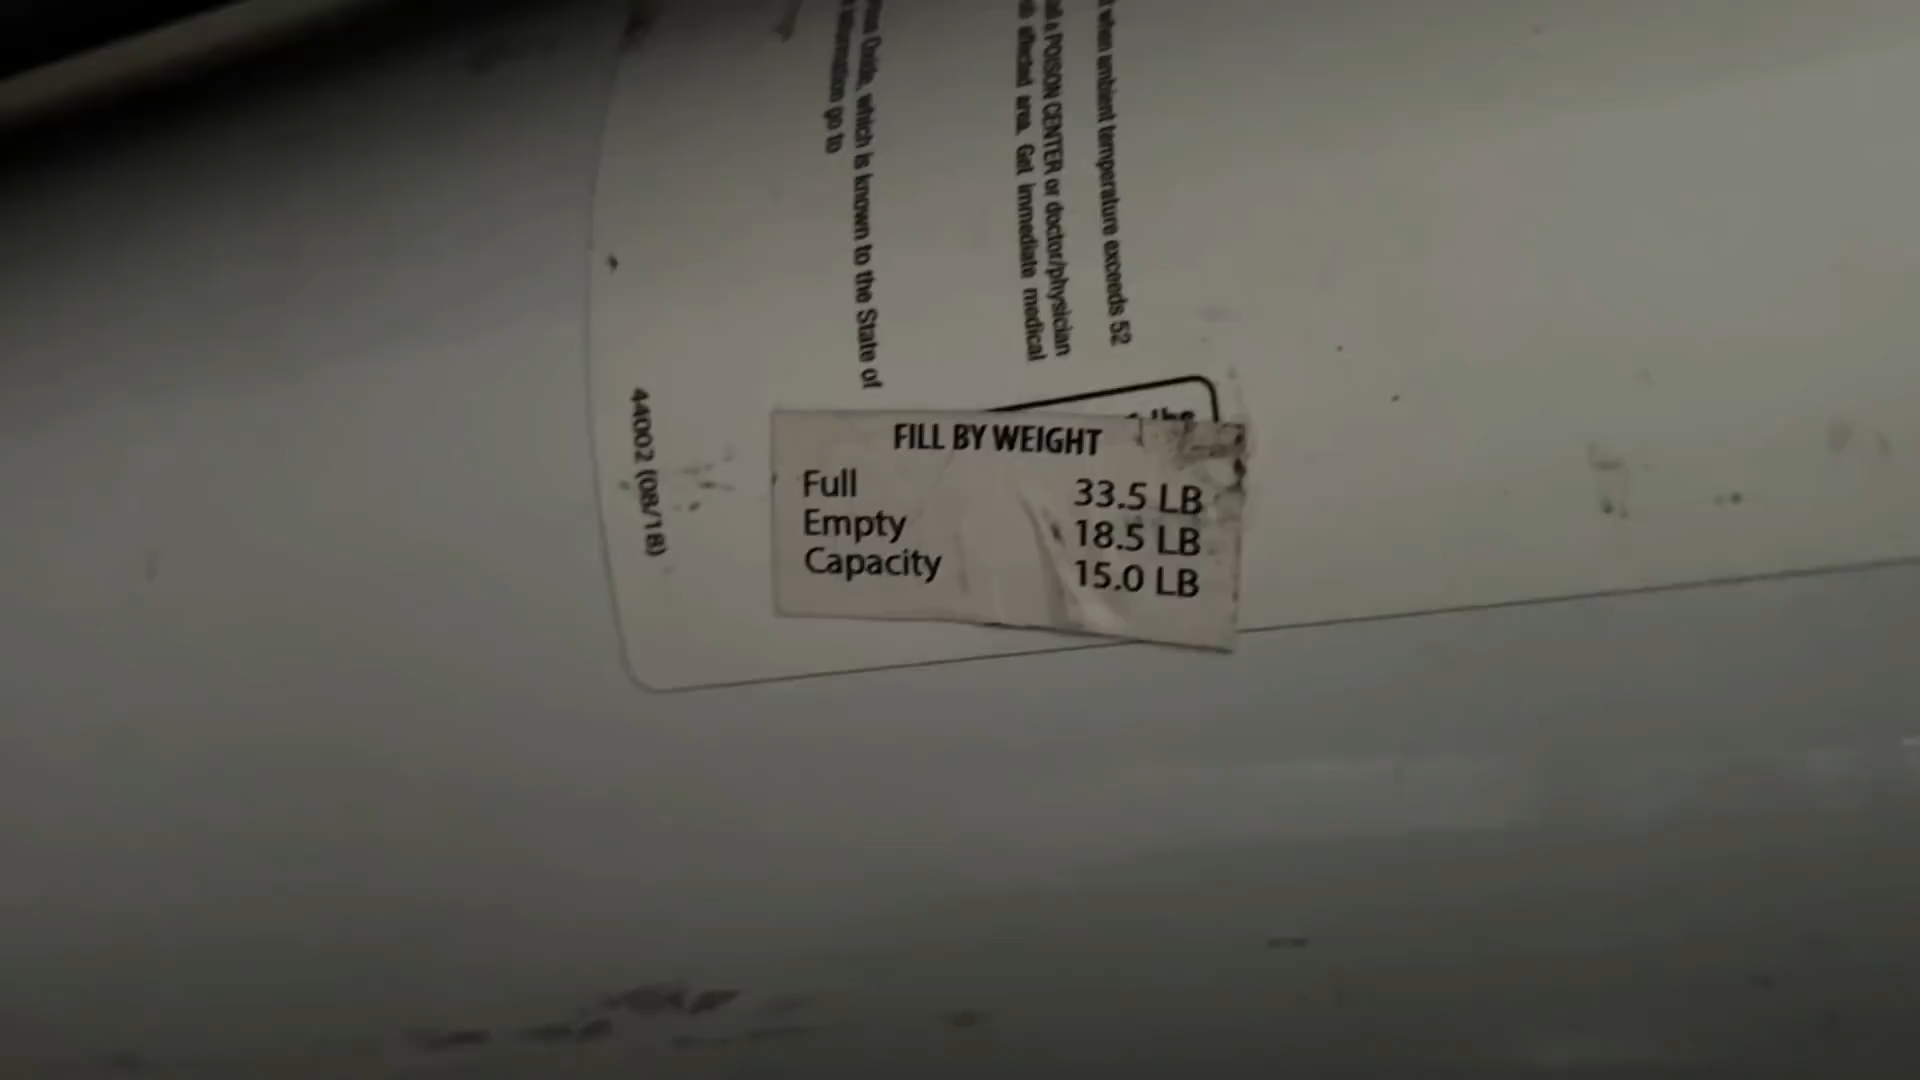 when ambient temperature exceeds 52
a POISON CENTER or doctor/physician
affected area. Get immediate medical
Oxide, which is known to the State of
information go to
44002 (08/18)
the
FILL BY WEIGHT
Full 33.5 LB
Empty 18.5 LB
Capacity 15.0 LB